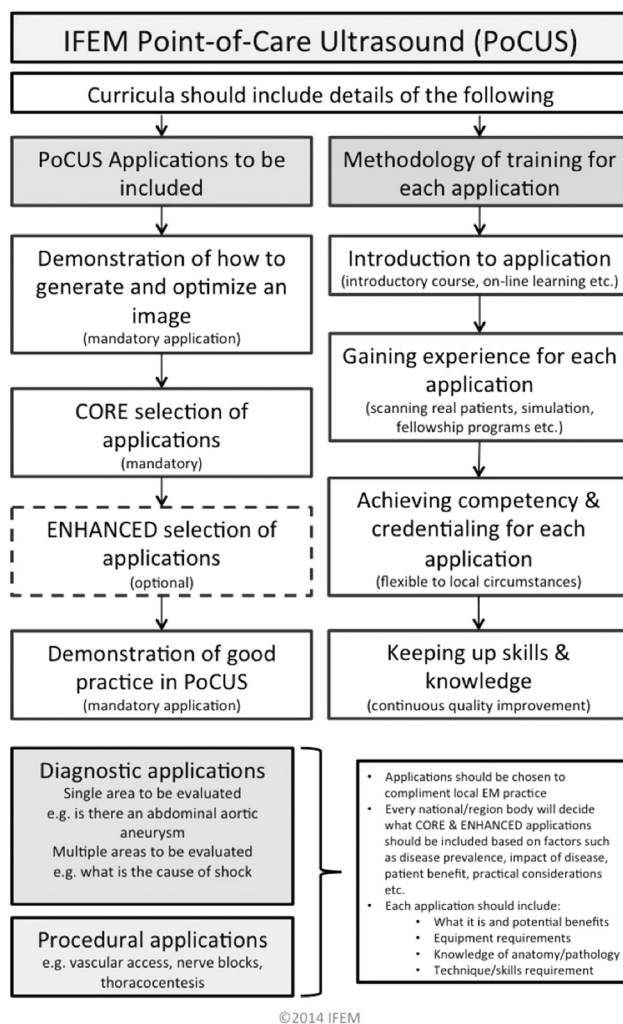 IFEM Point-of-Care Ultrasound (PoCUS)
Curricula should include details of the following
PoCUS Applications to be
included
Demonstration of how to
generate and optimize an
image
(mandatory application)
CORE selection of
applications
(mandatory)
ENHANCED selection of
applications
(optional)
Demonstration of good
practice in PoCUS
(mandatory application)
Methodology of training for
each application
Introduction to application
(introductory course, on-line learning etc.)
Gaining experience for each
application
(scanning real patients, simulation,
fellowship programs etc.)
Achieving competency &
credentialing for each
application
(flexible to local circumstances)
Keeping up skills &
knowledge
(continuous quality improvement)
Diagnostic applications
Single area to be evaluated
e.g. is there an abdominal aortic
aneurysm
Multiple areas to be evaluated
e.g. what is the cause of shock
Procedural applications
e.g. vascular access, nerve blocks,
thoracocentesis
• Applications should be chosen to
compliment local EM practice
• Every national/region body will decide
what CORE & ENHANCED applications
should be included based on factors such
as disease prevalence, impact of disease,
patient benefit, practical considerations
etc.
• Each application should include:
• What it is and potential benefits
• Equipment requirements
• Knowledge of anatomy/pathology
• Technique/skills requirement
©2014 IFEM